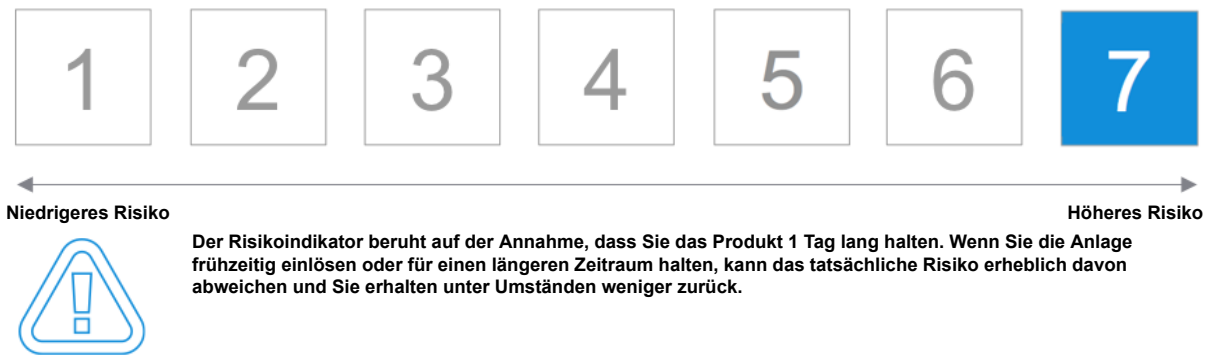 1 2 3 4 5 6 7
Niedrigeres Risiko Höheres Risiko
Der Risikoindikator beruht auf der Annahme, dass Sie das Produkt 1 Tag lang halten. Wenn Sie die Anlage
frühzeitig einlösen oder für einen längeren Zeitraum halten, kann das tatsächliche Risiko erheblich davon
abweichen und Sie erhalten unter Umständen weniger zurück.